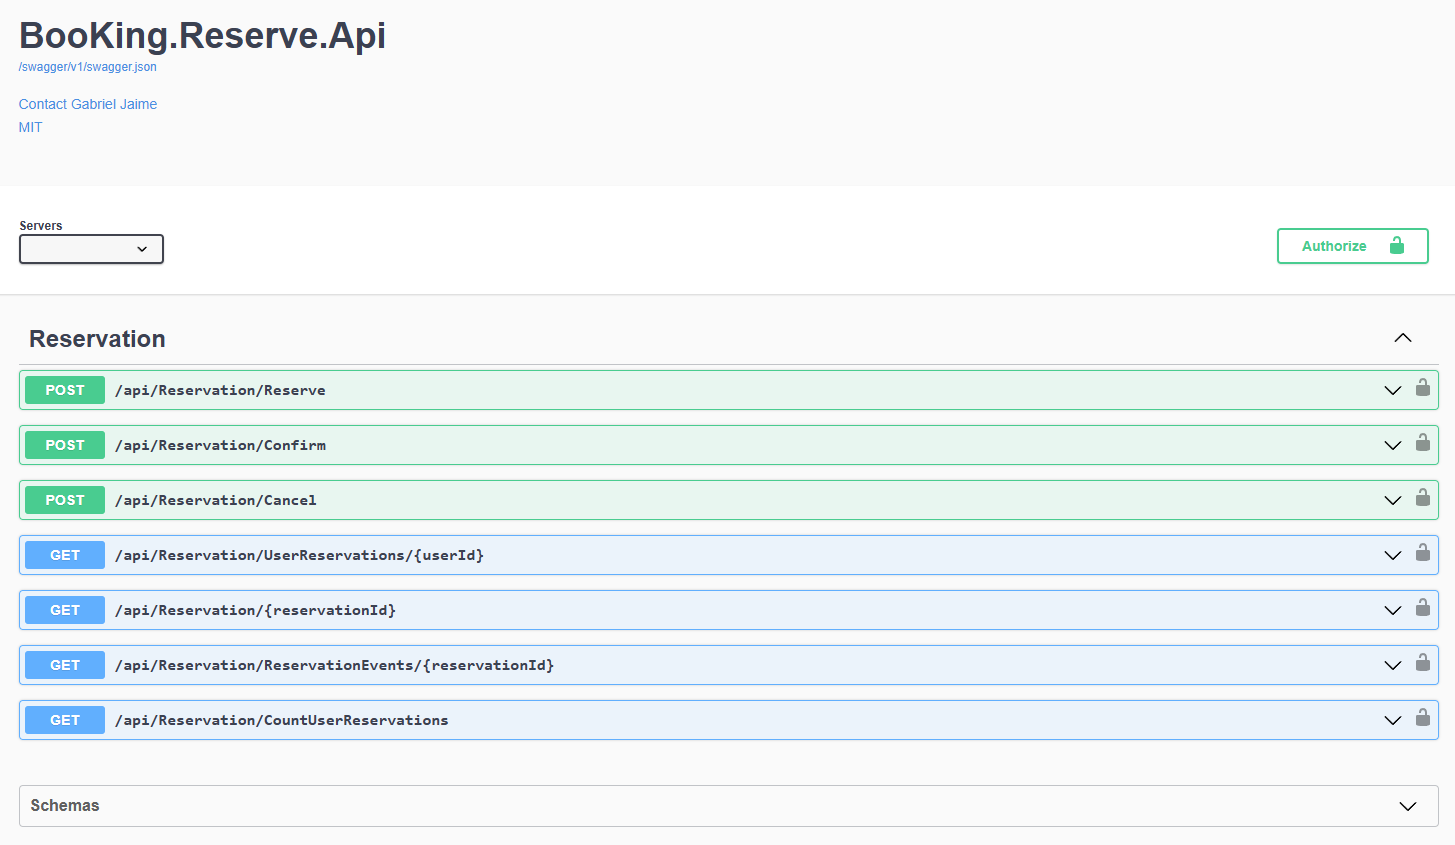 BooKing.Reserve.Api
/swagger/v1/swagger.json
Contact Gabriel Jaime
MIT
Servers
Authorize
Reservation
POST /api/Reservation/Reserve
POST /api/Reservation/Confirm
POST /api/Reservation/Cancel
GET /api/Reservation/UserReservations/{userId}
GET /api/Reservation/{reservationId}
GET /api/Reservation/ReservationEvents/{reservationId}
GET /api/Reservation/CountUserReservations
Schemas